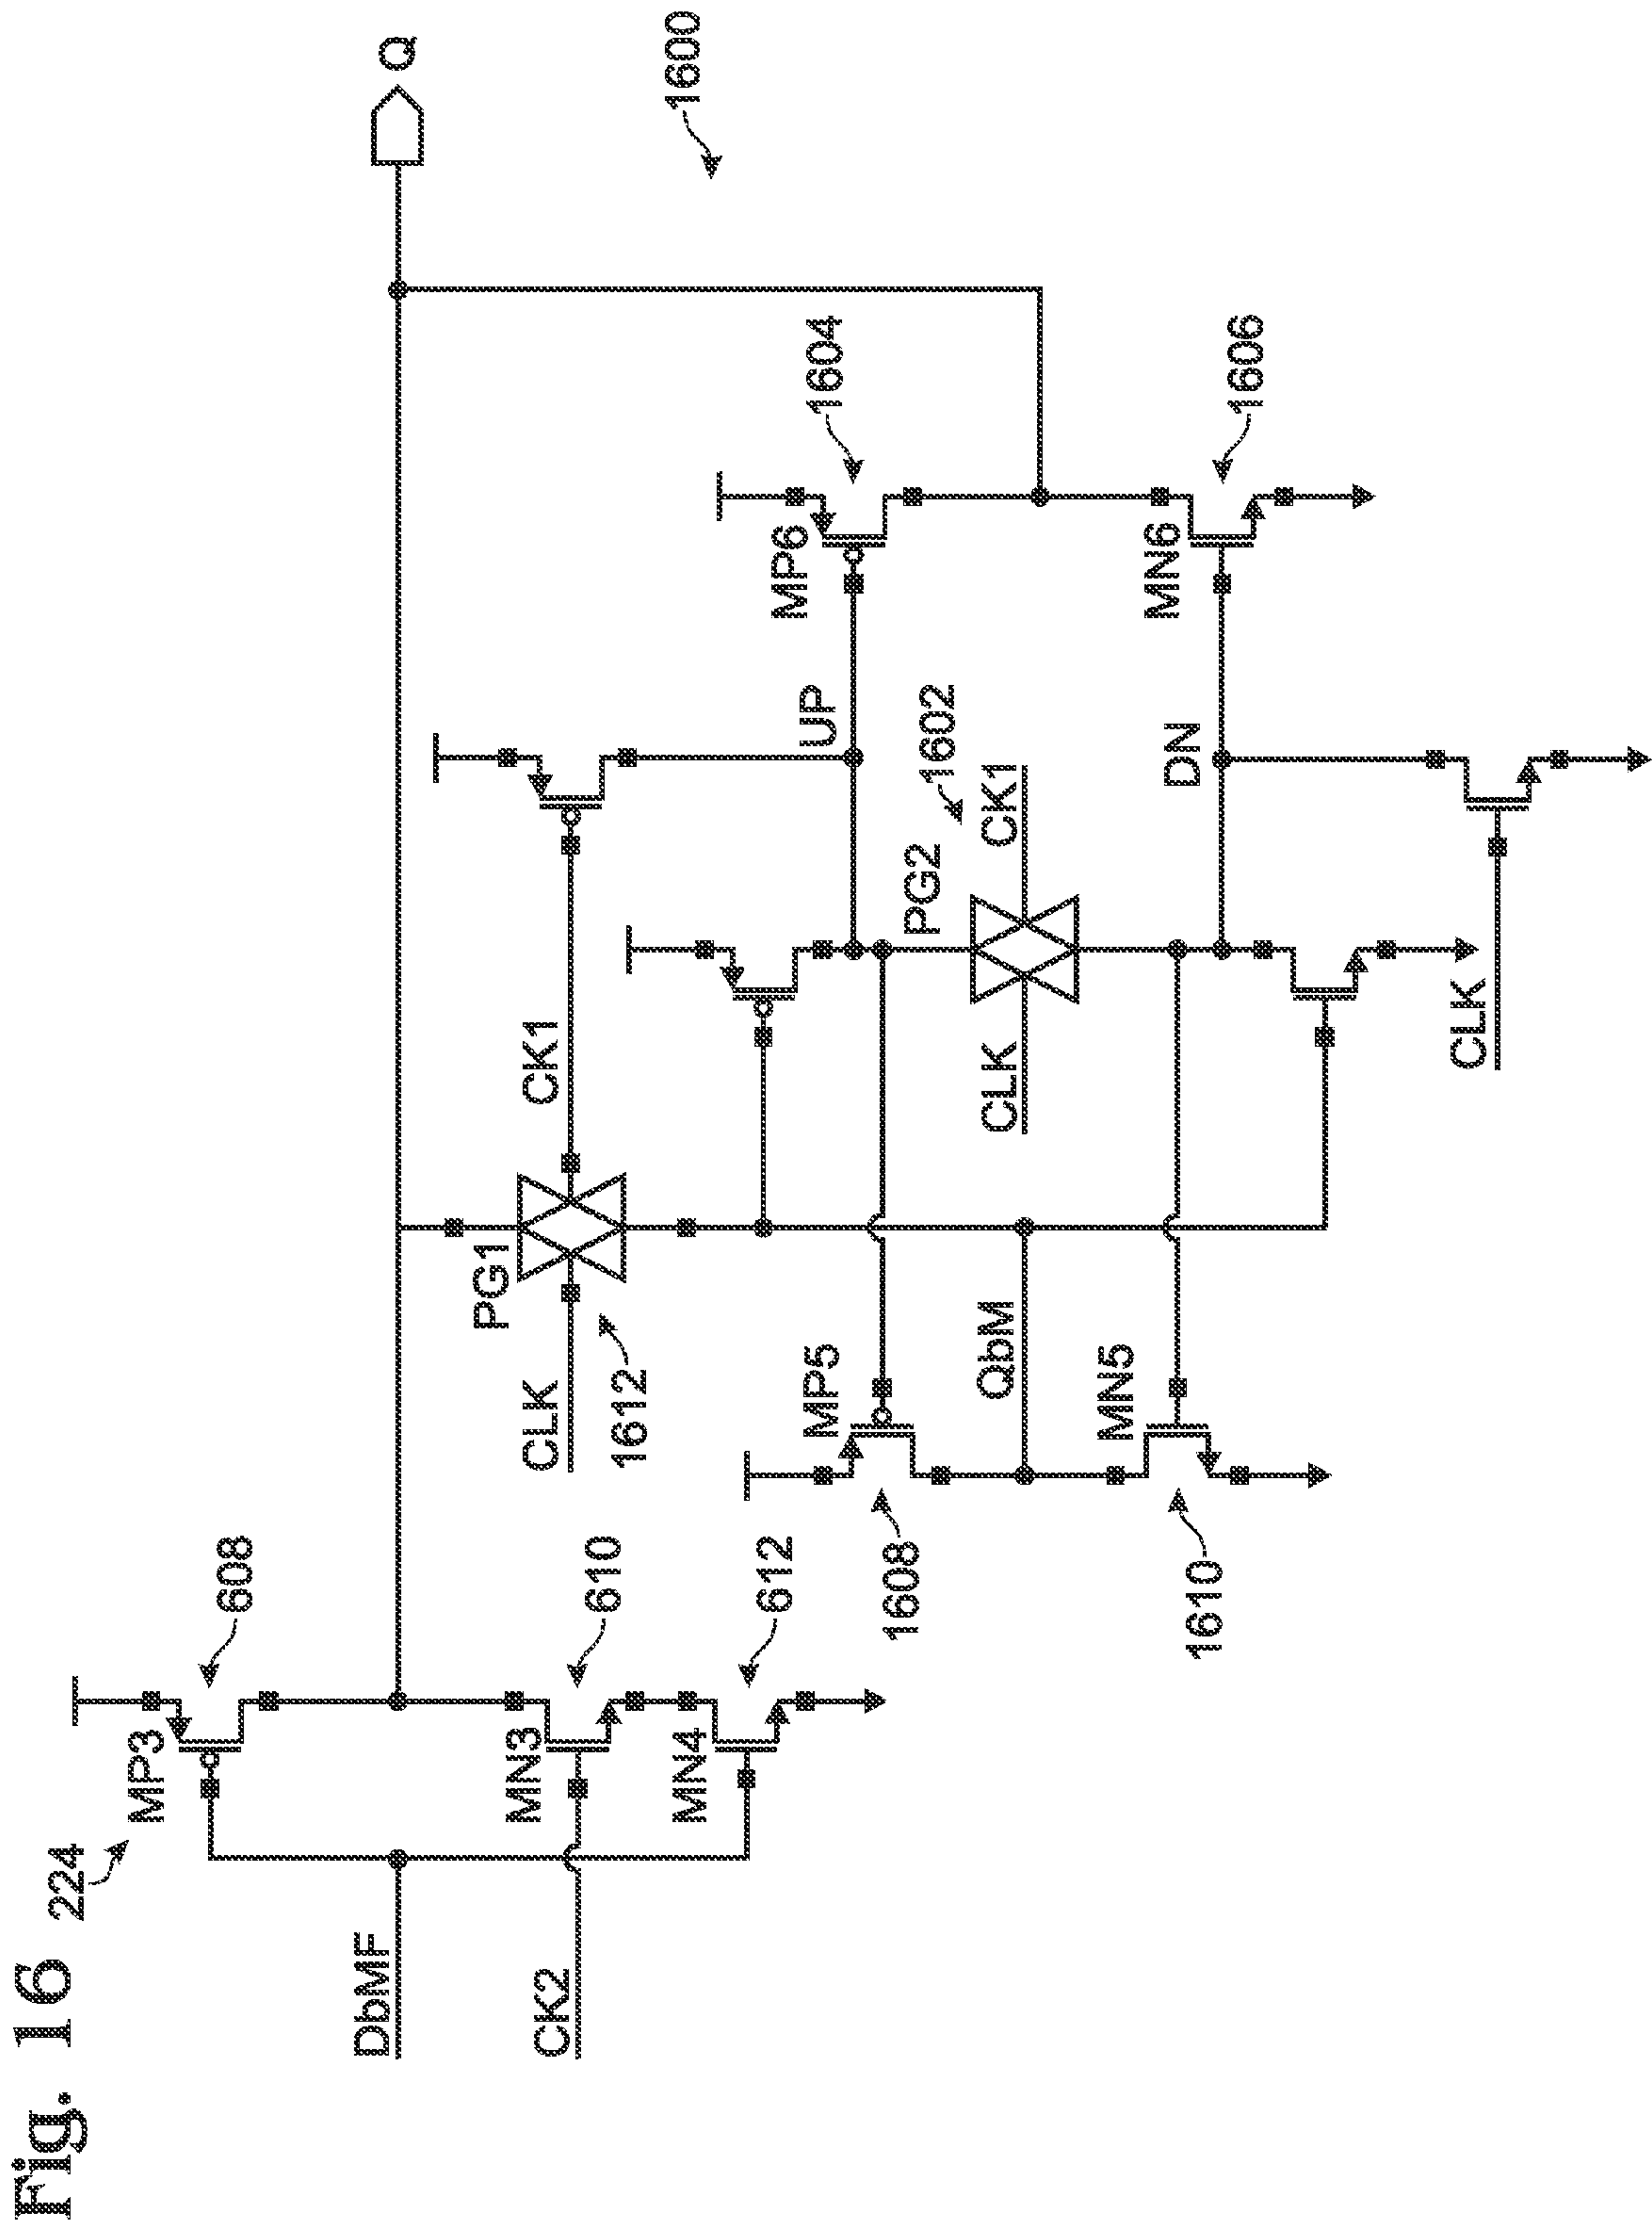 Fig. 16
224
MP3
608
DbMF
Q
CK2
MN3
610
MN4
612
PG1
CLK
CK1
1612
1600
UP
MP6
1604
MP5
1608
PG2
1602
QbM
CLK
CK1
MN5
1610
DN
MN6
1606
CLK